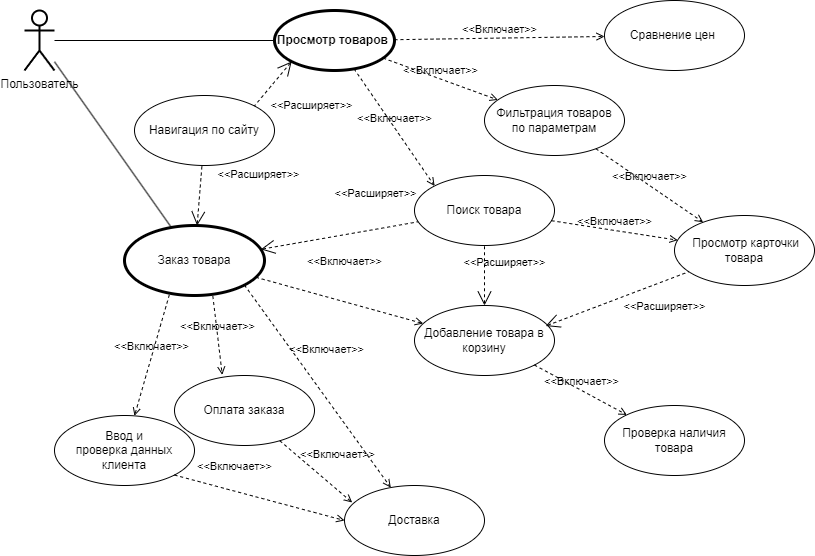 <<Включает>>
Сравнение цен
Просмотр товаров
<<Включает>>
Пользователь
<<Расширяет>>
Фильтрация товаров
по параметрам
<<Включает>>
Навигация по сайту
<<Расширяет>>
<<Включает>>
<<Расширяет>>
Поиск товара
<<Включает>>
Просмотр карточки
товара
Заказ товара
<<Включает>>
<<Расширяет>>
<<Расширяет>>
<<Включает>>
Добавление товара в
корзину
<<Включает>>
<<Включает>>
<<Включает>>
Оплата заказа
Ввод и
проверка данных
клиента
Проверка наличия
товара
<<Включает>>
<<Включает>>
Доставка